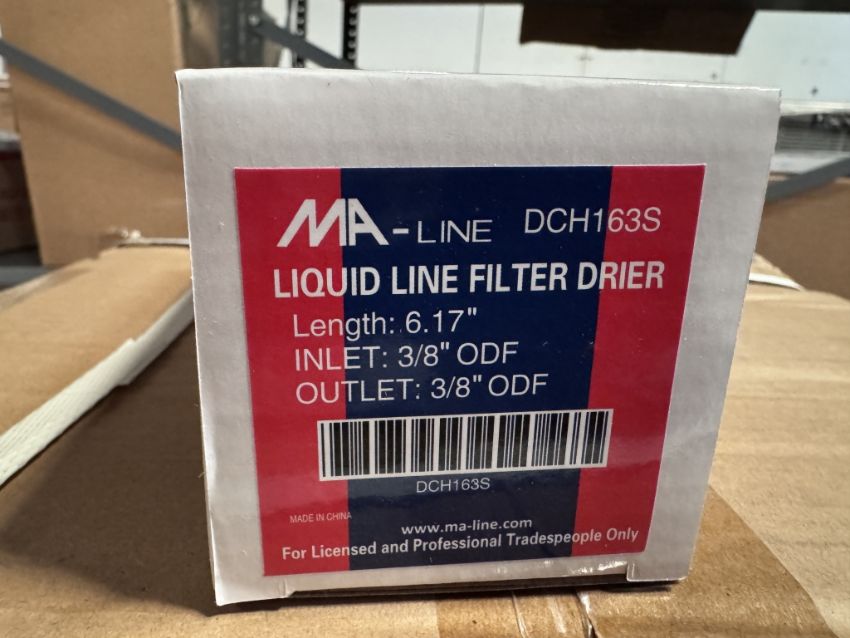 MA-LINE DCH163S
LIQUID LINE FILTER DRIER
Length: 6.17"
INLET: 3/8" ODF
OUTLET: 3/8" ODF
DCH163S
MADE IN CHINA
www.ma-line.com
For Licensed and Professional Tradespeople Only